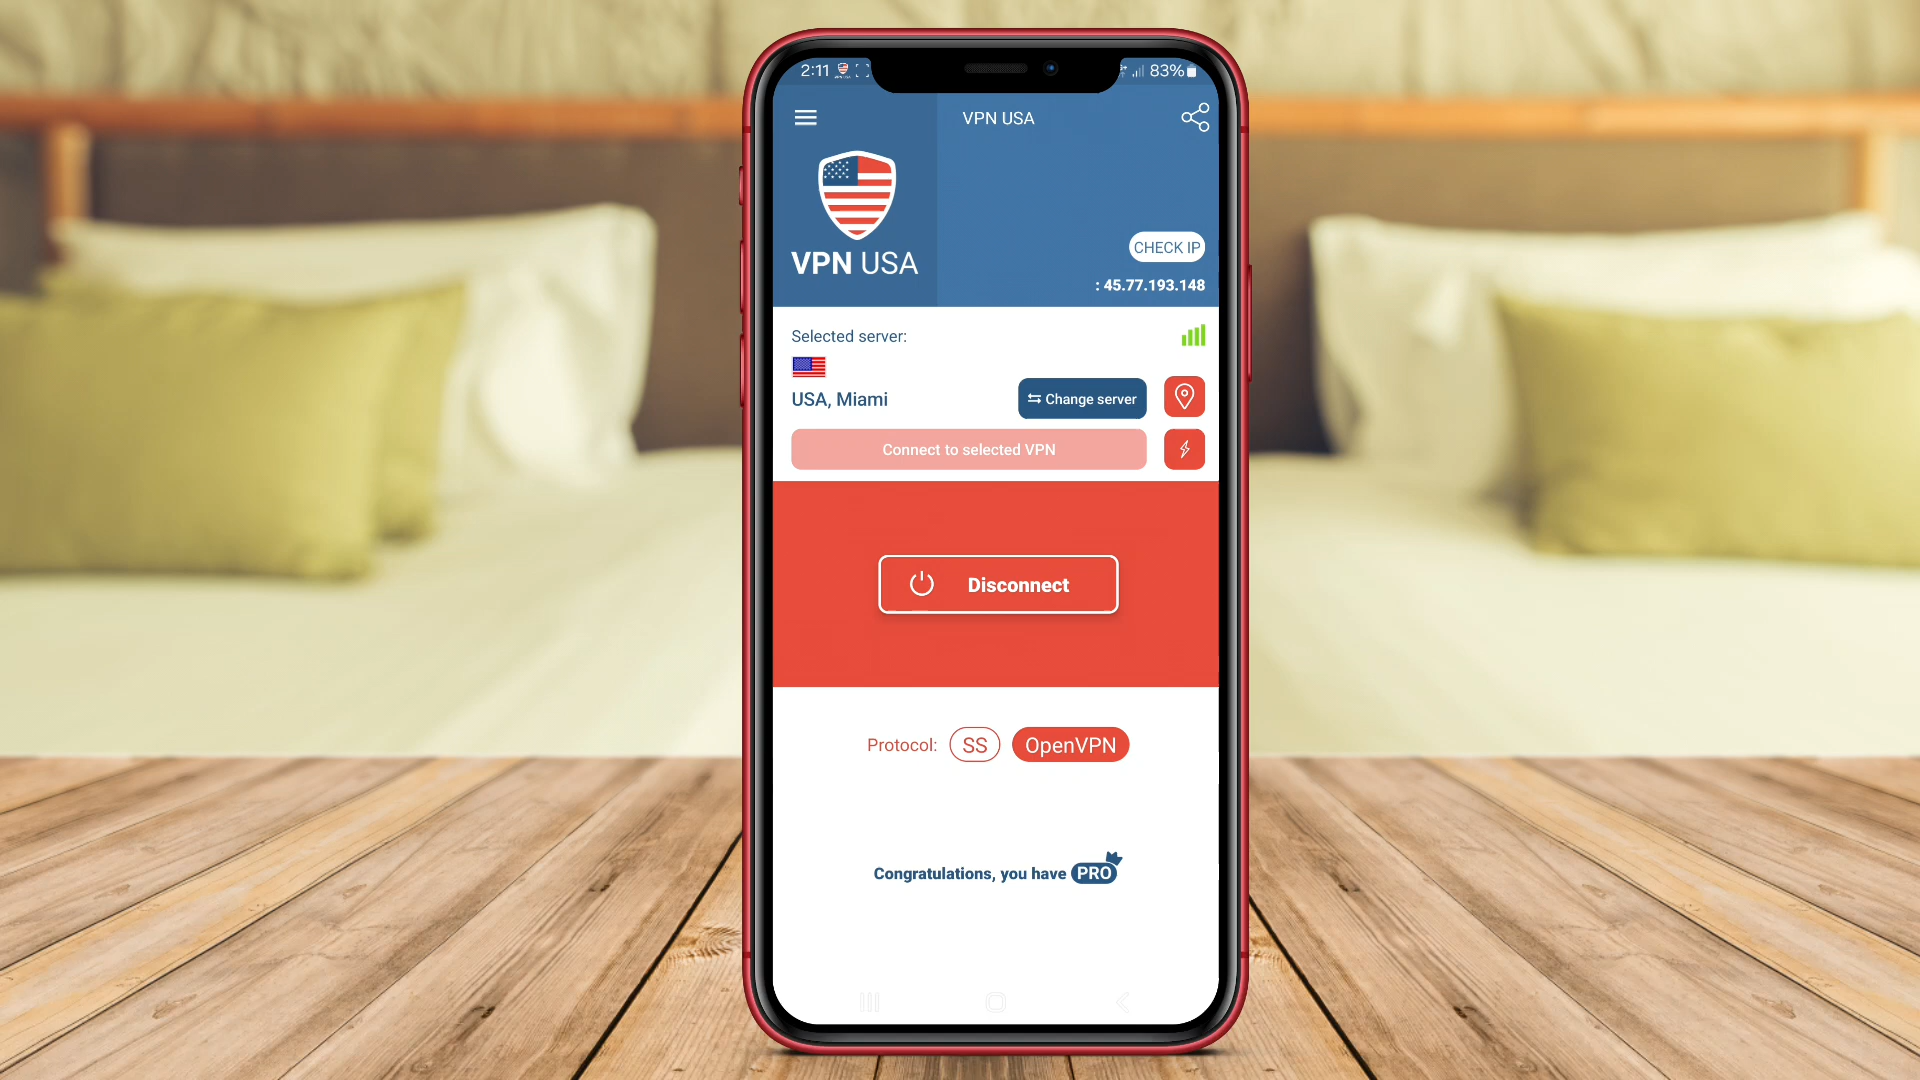 2:11 83%
VPN USA
VPN USA
CHECK IP
: 45.77.193.148
Selected server:
USA, Miami
Change server
Connect to selected VPN
Disconnect
Protocol: SS OpenVPN
Congratulations, you have PRO